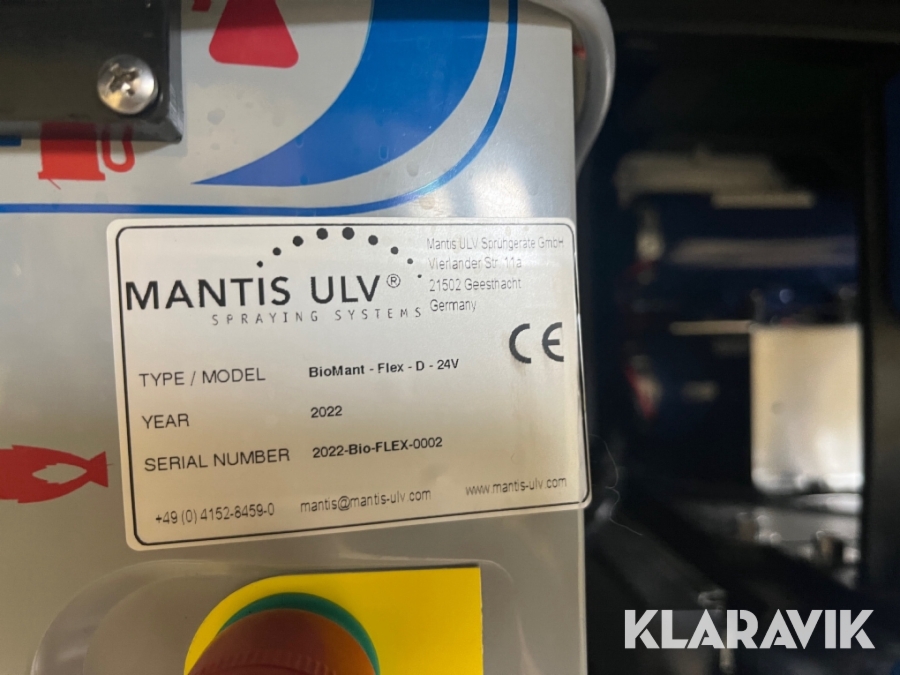 MANTIS ULV®
SPRAYING SYSTEMS
Mantis ULV Sprühgeräte GmbH
Vierlander Str. 11a
21502 Geesthacht
Germany
CE
TYPE / MODEL BioMant - Flex - D - 24V
YEAR 2022
SERIAL NUMBER 2022-Bio-FLEX-0002
+49 (0) 4152-8459-0 mantis@mantis-ulv.com www.mantis-ulv.com
KLARAVIK